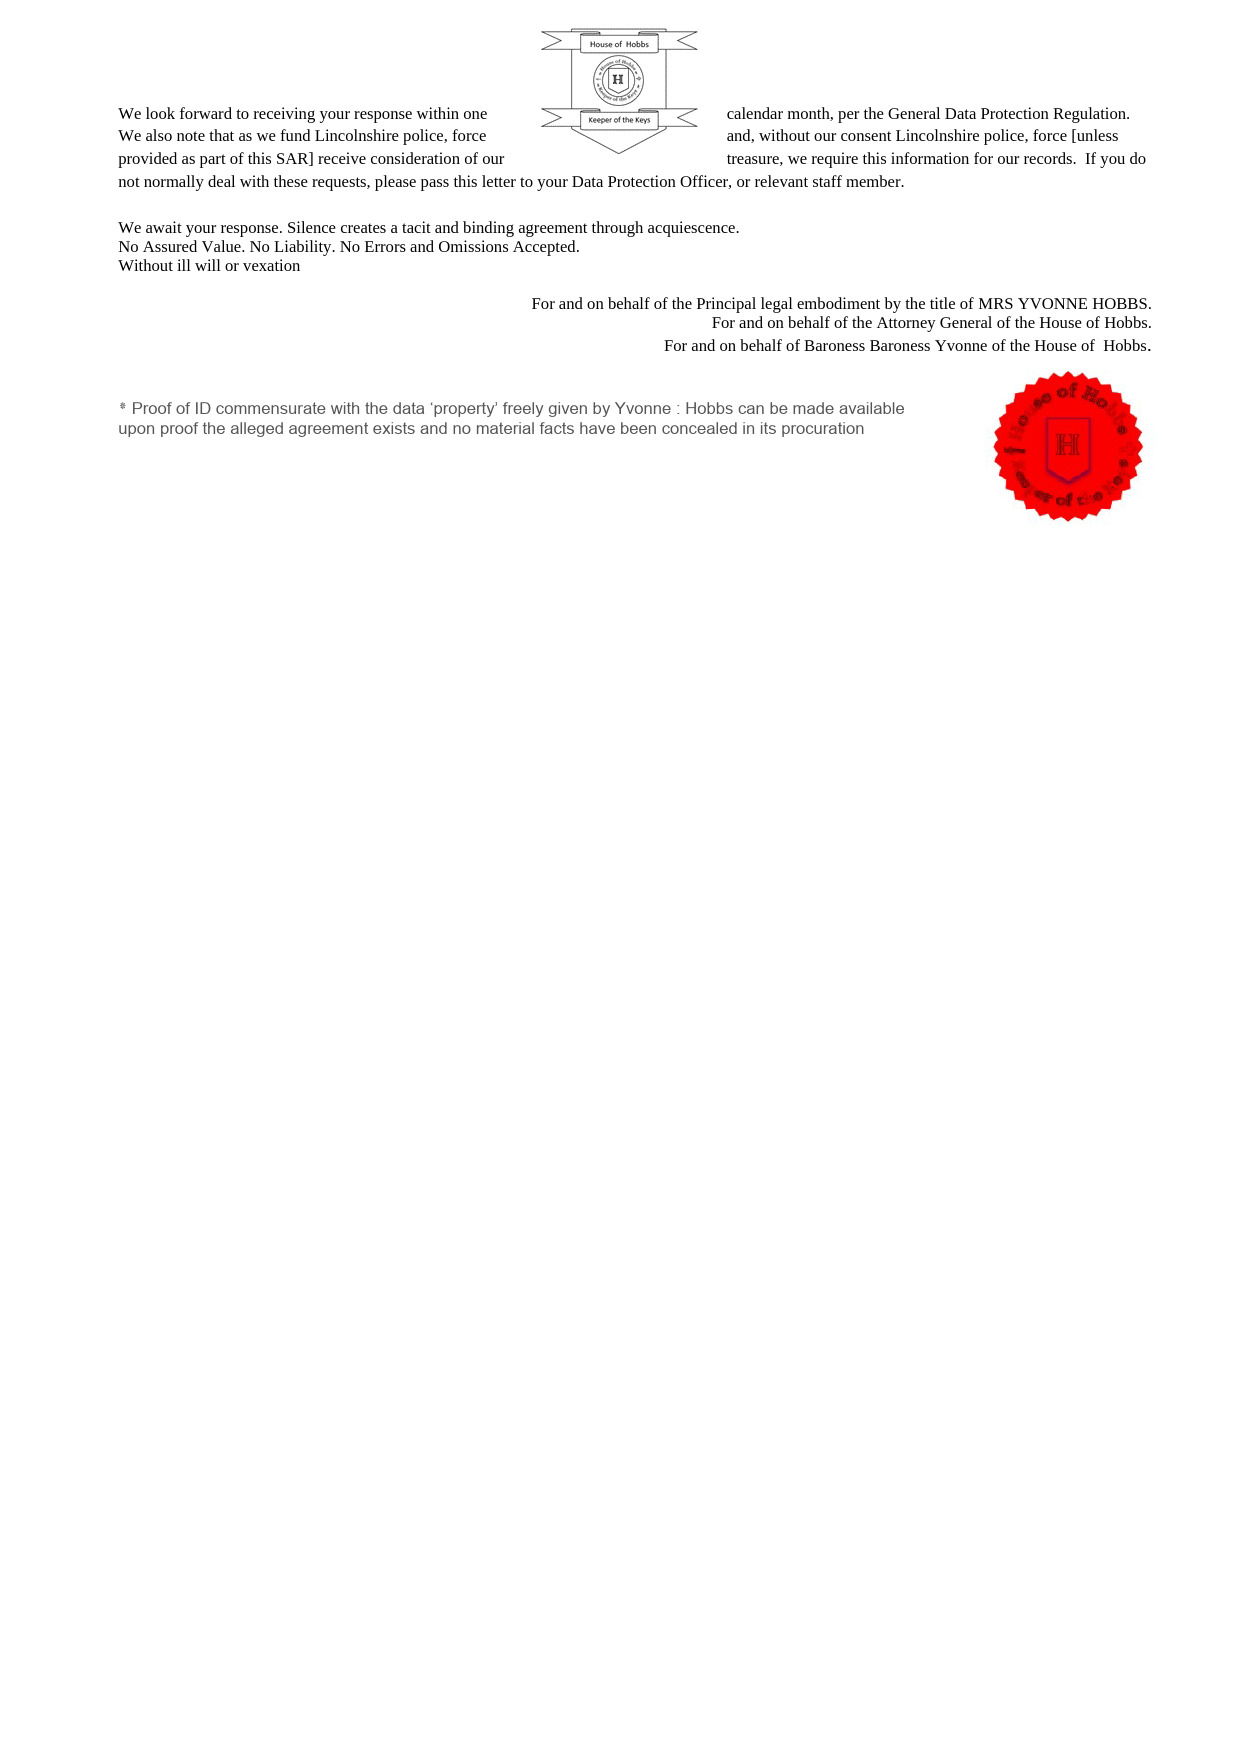 House of Hobbs
House of Hobbs
H
Keeper of the Keys
Keeper of the Keys
We look forward to receiving your response within one calendar month, per the General Data Protection Regulation.
We also note that as we fund Lincolnshire police, force and, without our consent Lincolnshire police, force [unless
provided as part of this SAR] receive consideration of our treasure, we require this information for our records.  If you do
not normally deal with these requests, please pass this letter to your Data Protection Officer, or relevant staff member.
We await your response. Silence creates a tacit and binding agreement through acquiescence.
No Assured Value. No Liability. No Errors and Omissions Accepted.
Without ill will or vexation
For and on behalf of the Principal legal embodiment by the title of MRS YVONNE HOBBS.
For and on behalf of the Attorney General of the House of Hobbs.
For and on behalf of Baroness Baroness Yvonne of the House of  Hobbs.
* Proof of ID commensurate with the data ‘property’ freely given by Yvonne : Hobbs can be made available
upon proof the alleged agreement exists and no material facts have been concealed in its procuration
House of Hobbs
H
Keeper of the Keys